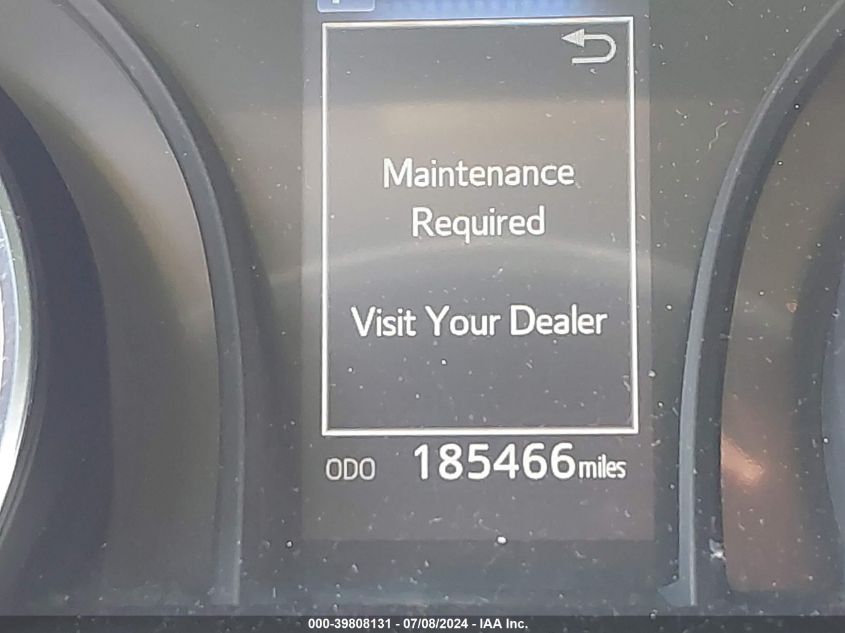 Maintenance
Required
Visit Your Dealer
ODO 185466 miles
000-39808131 - 07/08/2024 - IAA Inc.